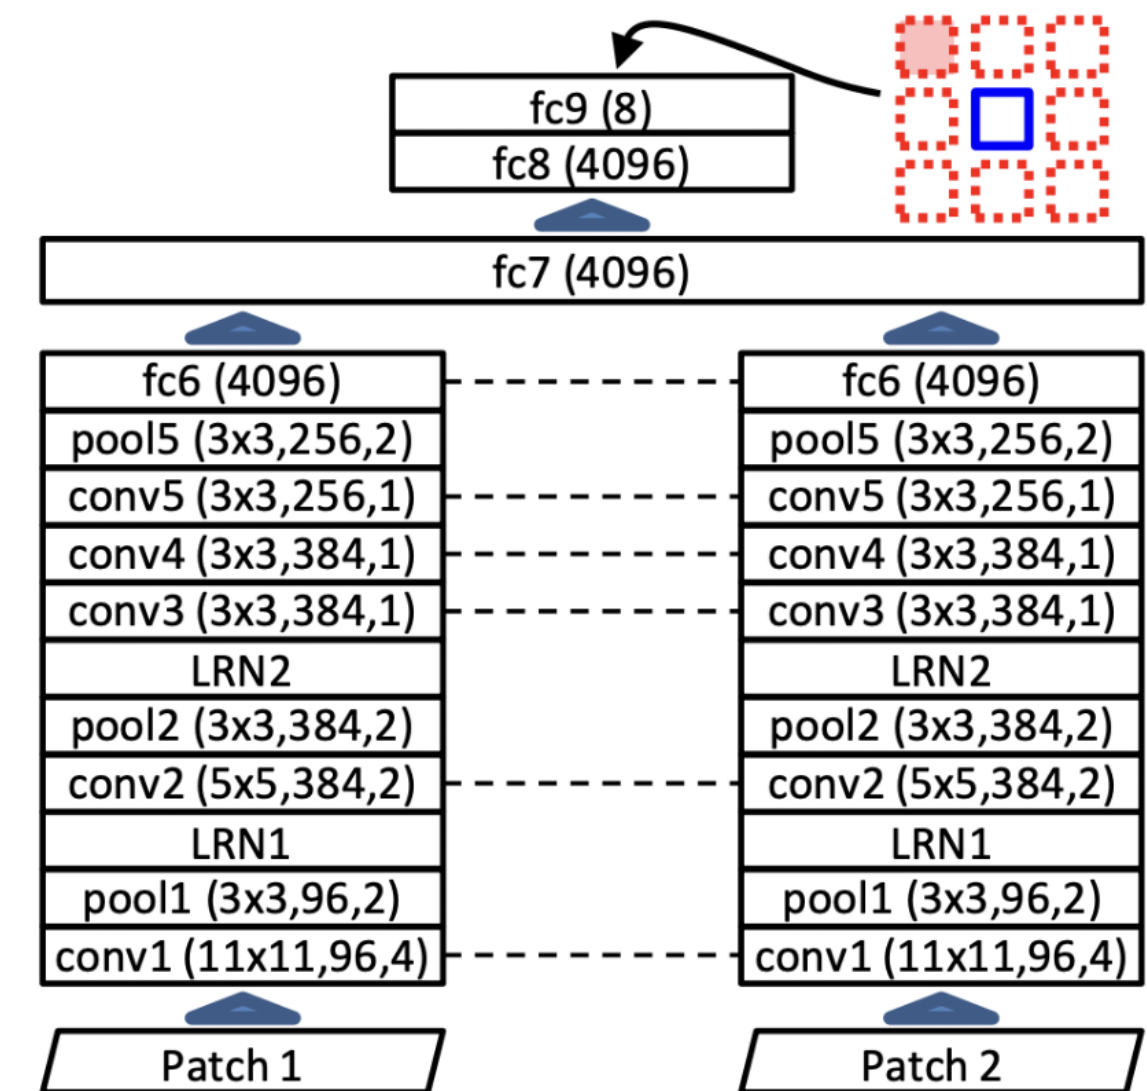 fc9 (8)
fc8 (4096)
fc7 (4096)
fc6 (4096)
pool5 (3x3,256,2)
conv5 (3x3,256,1)
conv4 (3x3,384,1)
conv3 (3x3,384,1)
LRN2
pool2 (3x3,384,2)
conv2 (5x5,384,2)
LRN1
pool1 (3x3,96,2)
conv1 (11x11,96,4)
Patch 1
fc6 (4096)
pool5 (3x3,256,2)
conv5 (3x3,256,1)
conv4 (3x3,384,1)
conv3 (3x3,384,1)
LRN2
pool2 (3x3,384,2)
conv2 (5x5,384,2)
LRN1
pool1 (3x3,96,2)
conv1 (11x11,96,4)
Patch 2